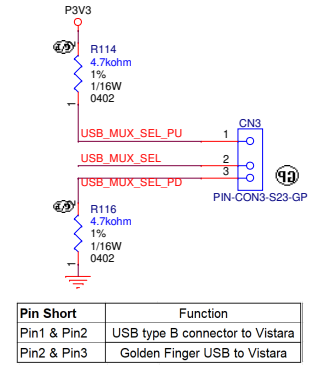 P3V3
R114
4.7kohm
1%
1/16W
0402
1
USB_MUX_SEL_PU
1
CN3
USB_MUX_SEL
2
3
USB_MUX_SEL_PD
PIN-CON3-S23-GP
R116
4.7kohm
1%
1/16W
0402
1
Pin Short Function
Pin1 & Pin2 USB type B connector to Vistara
Pin2 & Pin3 Golden Finger USB to Vistara